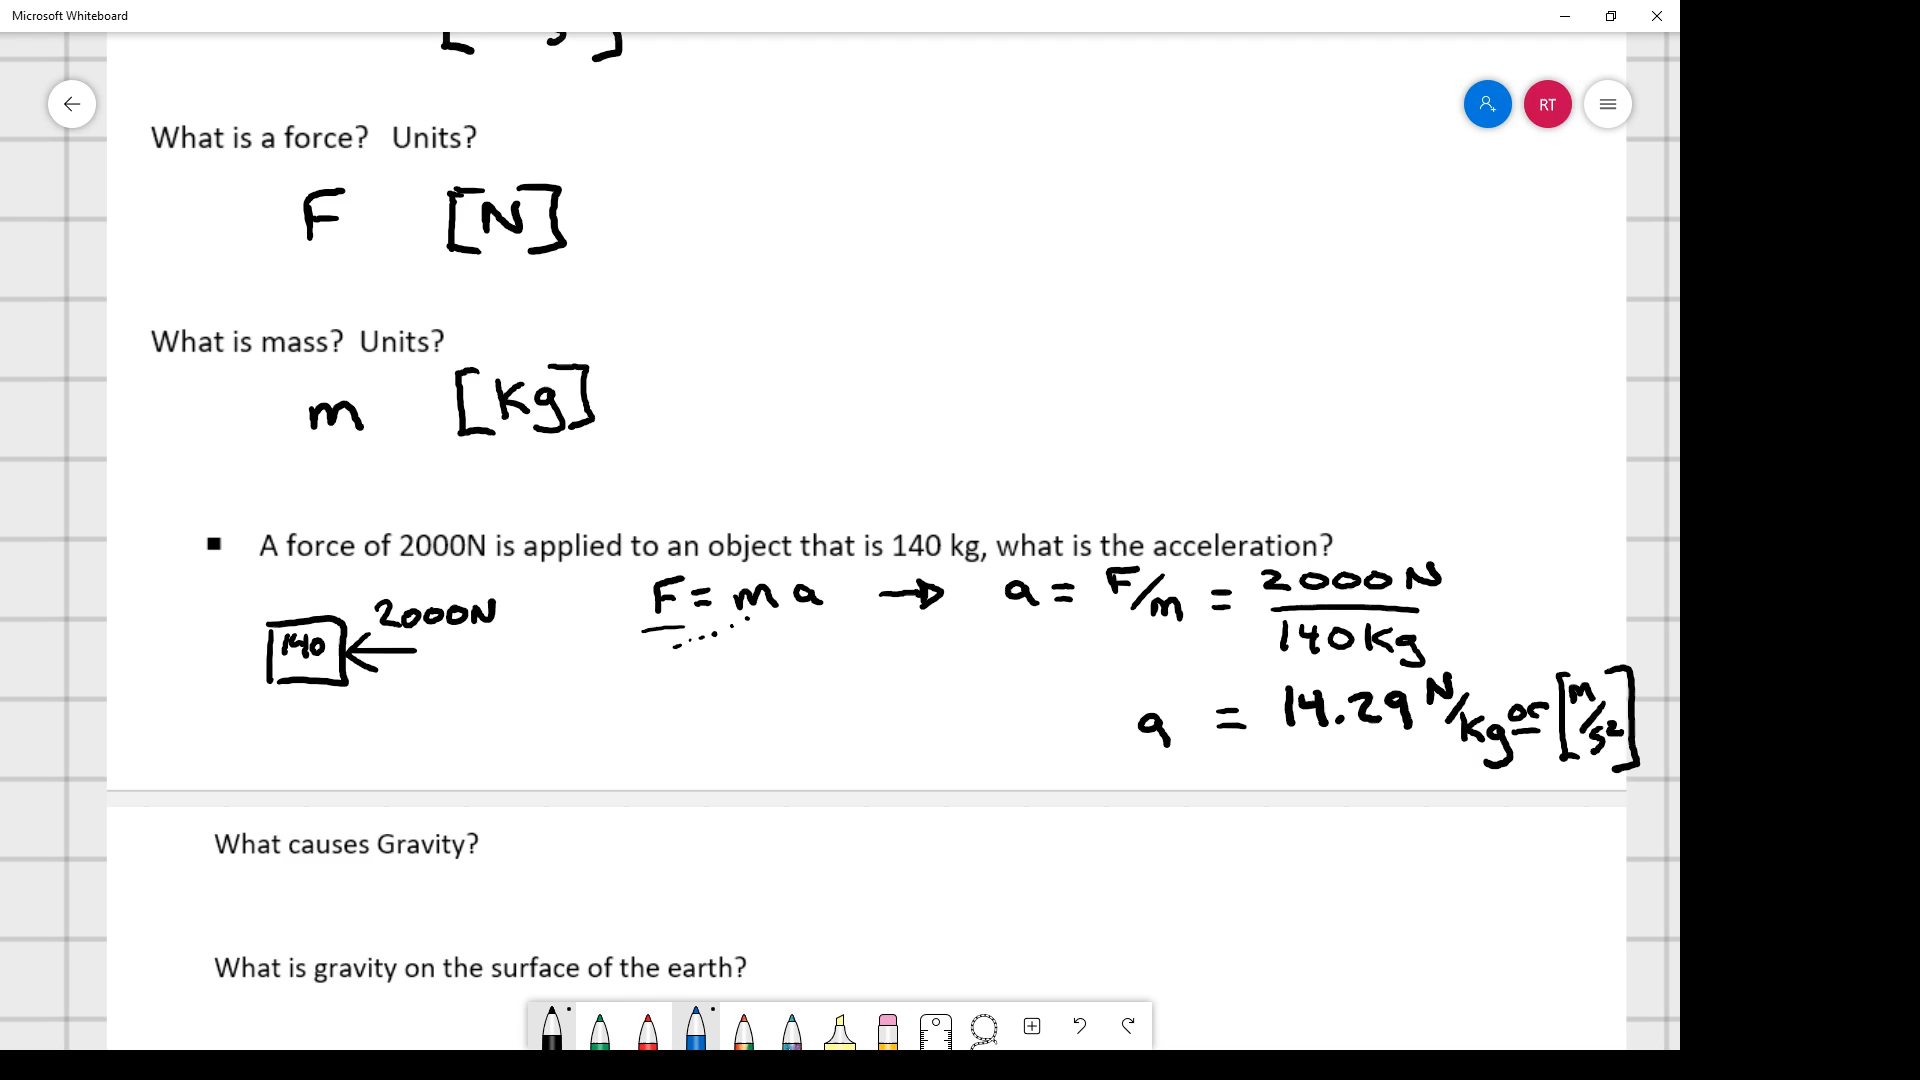 Microsoft Whiteboard
RT
What is a force?   Units?
F [N]
What is mass?  Units?
m [kg]
▪ A force of 2000N is applied to an object that is 140 kg, what is the acceleration?
140 2000N
F = m a → a = F/m = 2000 N / 140 kg
a = 14.29 N/kg or [m/s²]
What causes Gravity?
What is gravity on the surface of the earth?